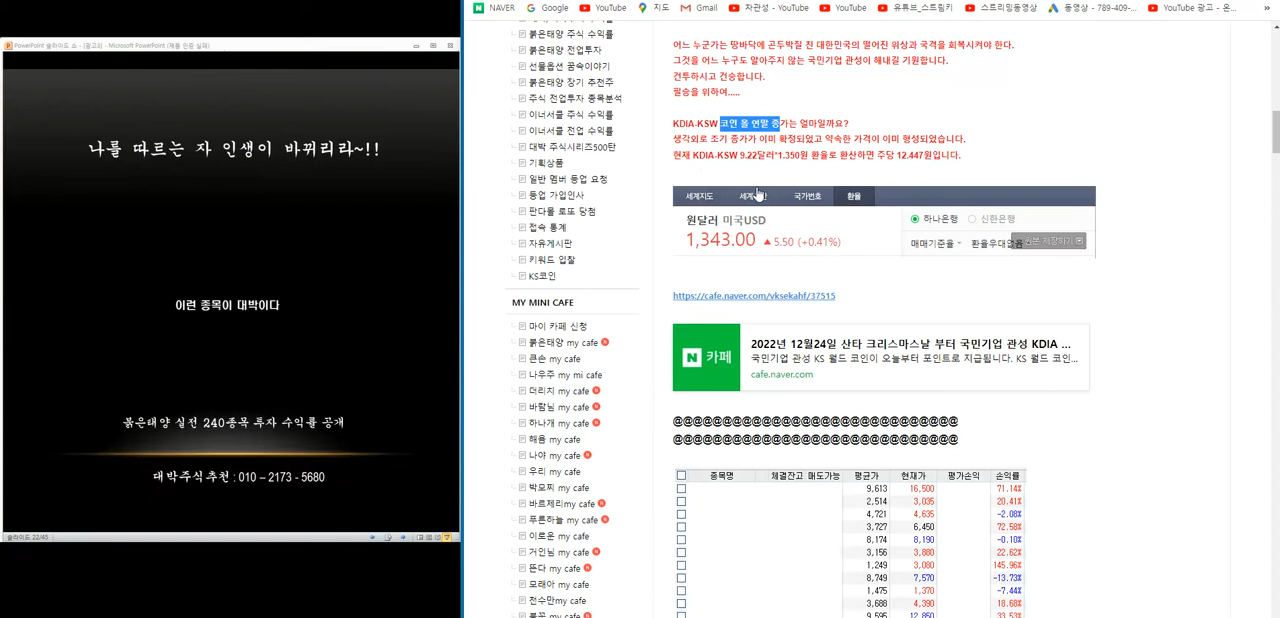 PowerPoint 슬라이드 쇼 - [광고3] - Microsoft PowerPoint (제품 인증 실패)
나를 따르는 자 인생이 바뀌리라~!!
이런 종목이 대박이다
붉은태양 실전 240종목 투자 수익률 공개
대박주식추천 : 010 – 2173 - 5680
슬라이드 22/45
NAVER
Google
YouTube
지도
Gmail
차관성 - YouTube
YouTube
유튜브_스트림키
스트리밍동영상
동영상 - 789-409-...
YouTube 광고 - 온...
»
붉은태양 주식 수익률
붉은태양 전업투자
선물옵션 꿈속이야기
붉은태양 장기 추천주
주식 전업투자 종목분석
이너서클 주식 수익률
이너서클 전업 수익률
대박 주식시리즈500탄
기획상품
일반 멤버 등업 요청
등업 가입인사
판다몰 로또 당첨
접속 통계
자유게시판
키워드 입찰
KS코인
MY MINI CAFE
마이 카페 신청
붉은태양 my cafe
큰손 my cafe
나우주 my mi cafe
더리치 my cafe
바람님 my cafe
하나개 my cafe
해음 my cafe
나야 my cafe
우리 my cafe
박모찌 my cafe
바르제리my cafe
푸른하늘 my cafe
이로운 my cafe
거인님 my cafe
뜬다 my cafe
모래아 my cafe
전수만my cafe
어느 누군가는 땅바닥에 곤두박질 친 대한민국의 떨어진 위상과 국격을 회복시켜야 한다.
그것을 어느 누구도 알아주지 않는 국민기업 관성이 해내길 기원합니다.
건투하시고 건승합니다.
필승을 위하여.....
KDIA-KSW 코인 올 연말 종가는 얼마일까요?
생각외로 조기 종가가 이미 확정되었고 약속한 가격이 이미 형성되었습니다.
현재 KDIA-KSW 9.22달러*1.350원 환율로 환산하면 주당 12.447원입니다.
세계지도
국가번호
환율
원달러 미국USD
하나은행
신한은행
1,343.00 ▲ 5.50 (+0.41%)
매매기준율
환율우대없음
https://cafe.naver.com/vksekahf/37515
N 카페
2022년 12월24일 산타 크리스마스날 부터 국민기업 관성 KDIA ...
국민기업 관성 KS 월드 코인이 오늘부터 포인트로 지급됩니다. KS 월드 코인...
cafe.naver.com
@@@@@@@@@@@@@@@@@@@@@@@@@@@@@
@@@@@@@@@@@@@@@@@@@@@@@@@@@@@
종목명 체결잔고 매도가능 평균가 현재가 평가손익 손익률
9,613 16,500 71.14%
2,514 3,035 20.41%
4,721 4,635 -2.08%
3,727 6,450 72.58%
8,174 8,190 -0.10%
3,156 3,880 22.62%
1,249 3,080 145.96%
8,749 7,570 -13.73%
1,475 1,370 -7.44%
3,688 4,390 18.68%
9,595 12,850 33.53%